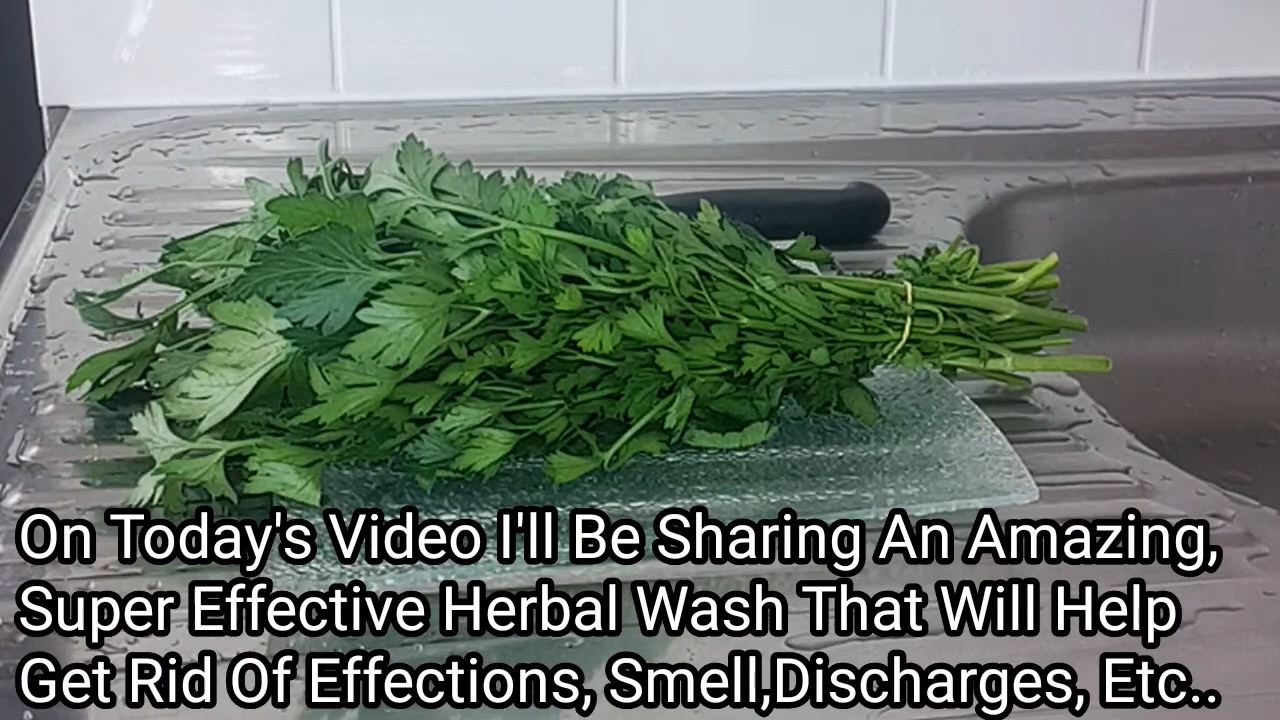 On Today's Video I'll Be Sharing An Amazing,
Super Effective Herbal Wash That Will Help
Get Rid Of Effections, Smell,Discharges, Etc..